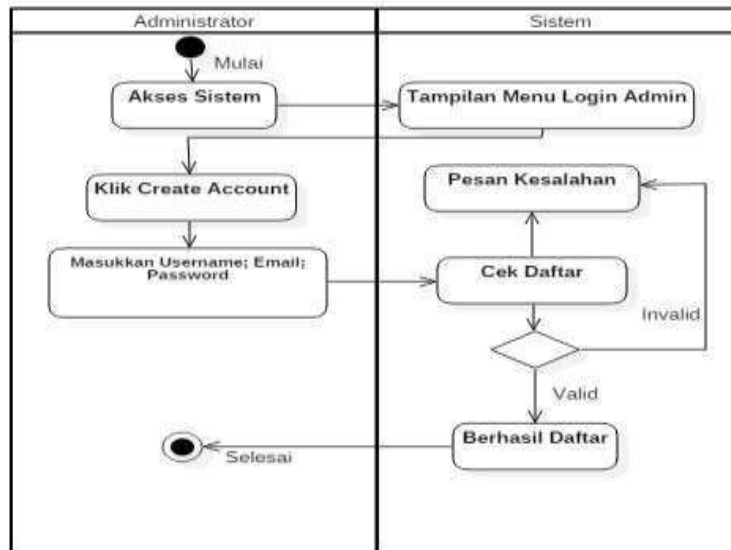 Administrator
Sistem
Mulai
Akses Sistem
Tampilan Menu Login Admin
Klik Create Account
Pesan Kesalahan
Masukkan Username; Email;
Password
Cek Daftar
Invalid
Valid
Berhasil Daftar
Selesai